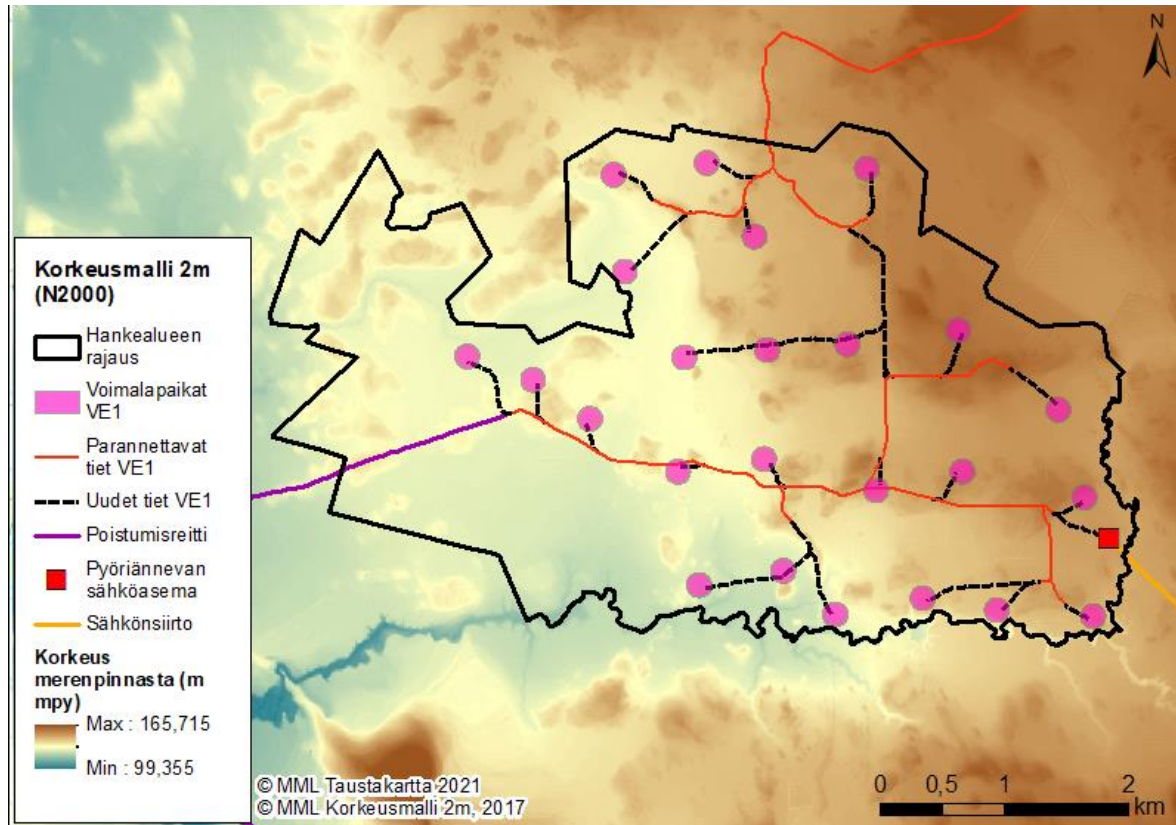 N
Korkeusmalli 2m
(N2000)
Hankealueen
rajaus
Voimalapaikat
VE1
Parannettavat
tiet VE1
Uudet tiet VE1
Poistumisreitti
Pyöriännevan
sähköasema
Sähkönsiirto
Korkeus
merenpinnasta (m
mpy)
Max : 165,715
Min : 99,355
© MML Taustakartta 2021
© MML Korkeusmalli 2m, 2017
0 0,5 1 2
km